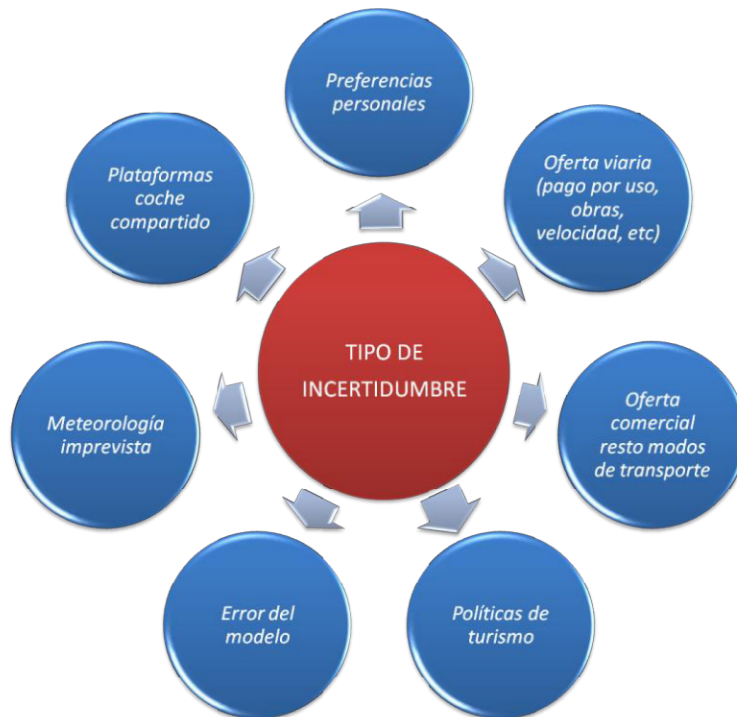 Preferencias
personales
Oferta viaria
(pago por uso,
obras,
velocidad, etc)
Oferta
comercial
resto modos
de transporte
Políticas de
turismo
Error del
modelo
Meteorología
imprevista
Plataformas
coche
compartido
TIPO DE
INCERTIDUMBRE